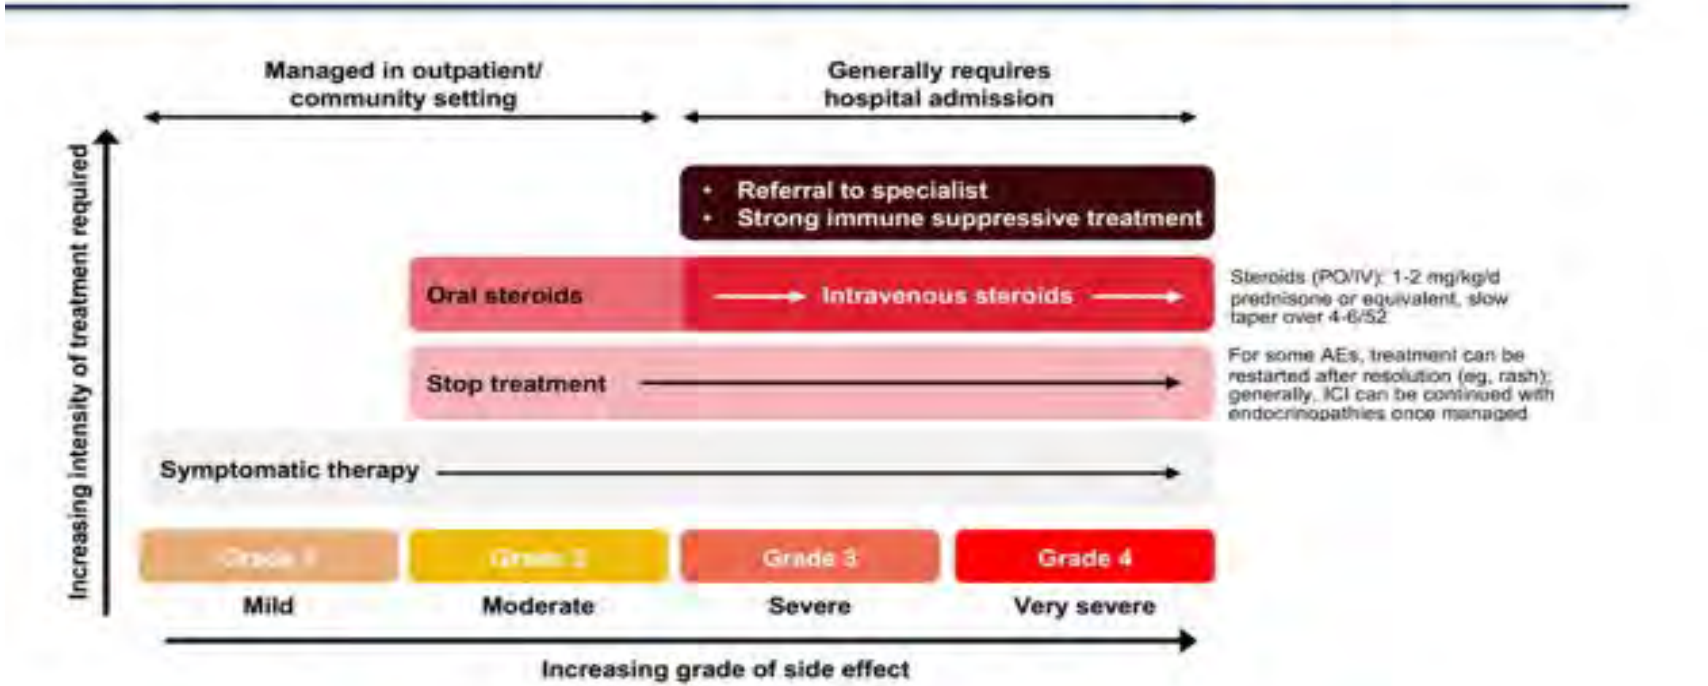 Managed in outpatient/
community setting
Generally requires
hospital admission
Increasing intensity of treatment required
• Referral to specialist
• Strong immune suppressive treatment
Oral steroids
Intravenous steroids
Steroids (PO/IV): 1-2 mg/kg/d
prednisone or equivalent, slow
taper over 4-6/52
Stop treatment
For some AEs, treatment can be
restarted after resolution (eg, rash);
generally, ICI can be continued with
endocrinopathies once managed
Symptomatic therapy
Grade 1
Grade 2
Grade 3
Grade 4
Mild
Moderate
Severe
Very severe
Increasing grade of side effect